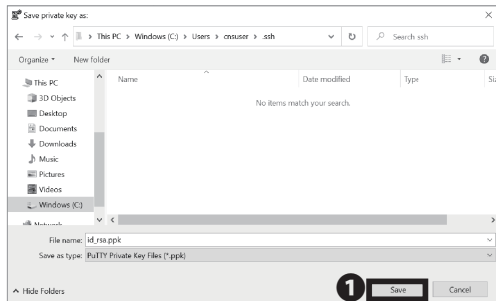 Save private key as:
This PC > Windows (C:) > Users > cnsuser > .ssh
Search ssh
Organize
New folder
Name
Date modified
Type
Siz
This PC
3D Objects
Desktop
Documents
Downloads
Music
Pictures
Videos
Windows (C:)
Network
No items match your search.
File name: id_rsa.ppk
Save as type: PuTTY Private Key Files (*.ppk)
Hide Folders
1
Save
Cancel